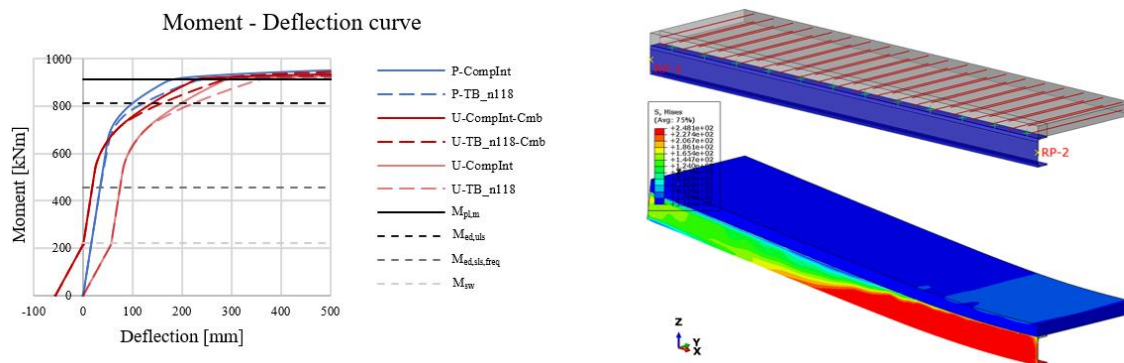 Moment - Deflection curve
Moment [kNm]
1000
800
600
400
200
0
-100
0
100
200
300
400
500
Deflection [mm]
P-CompInt
P-TB_n118
U-CompInt-Cmb
U-TB_n118-Cmb
U-CompInt
U-TB_n118
Mpl,m
Med,uls
Med,sls,freq
Msw
RP-2
S, Mises
(Avg: 75%)
+2.481e+02
+2.274e+02
+2.067e+02
+1.861e+02
+1.654e+02
+1.447e+02
+1.240e+02
Z
Y
X